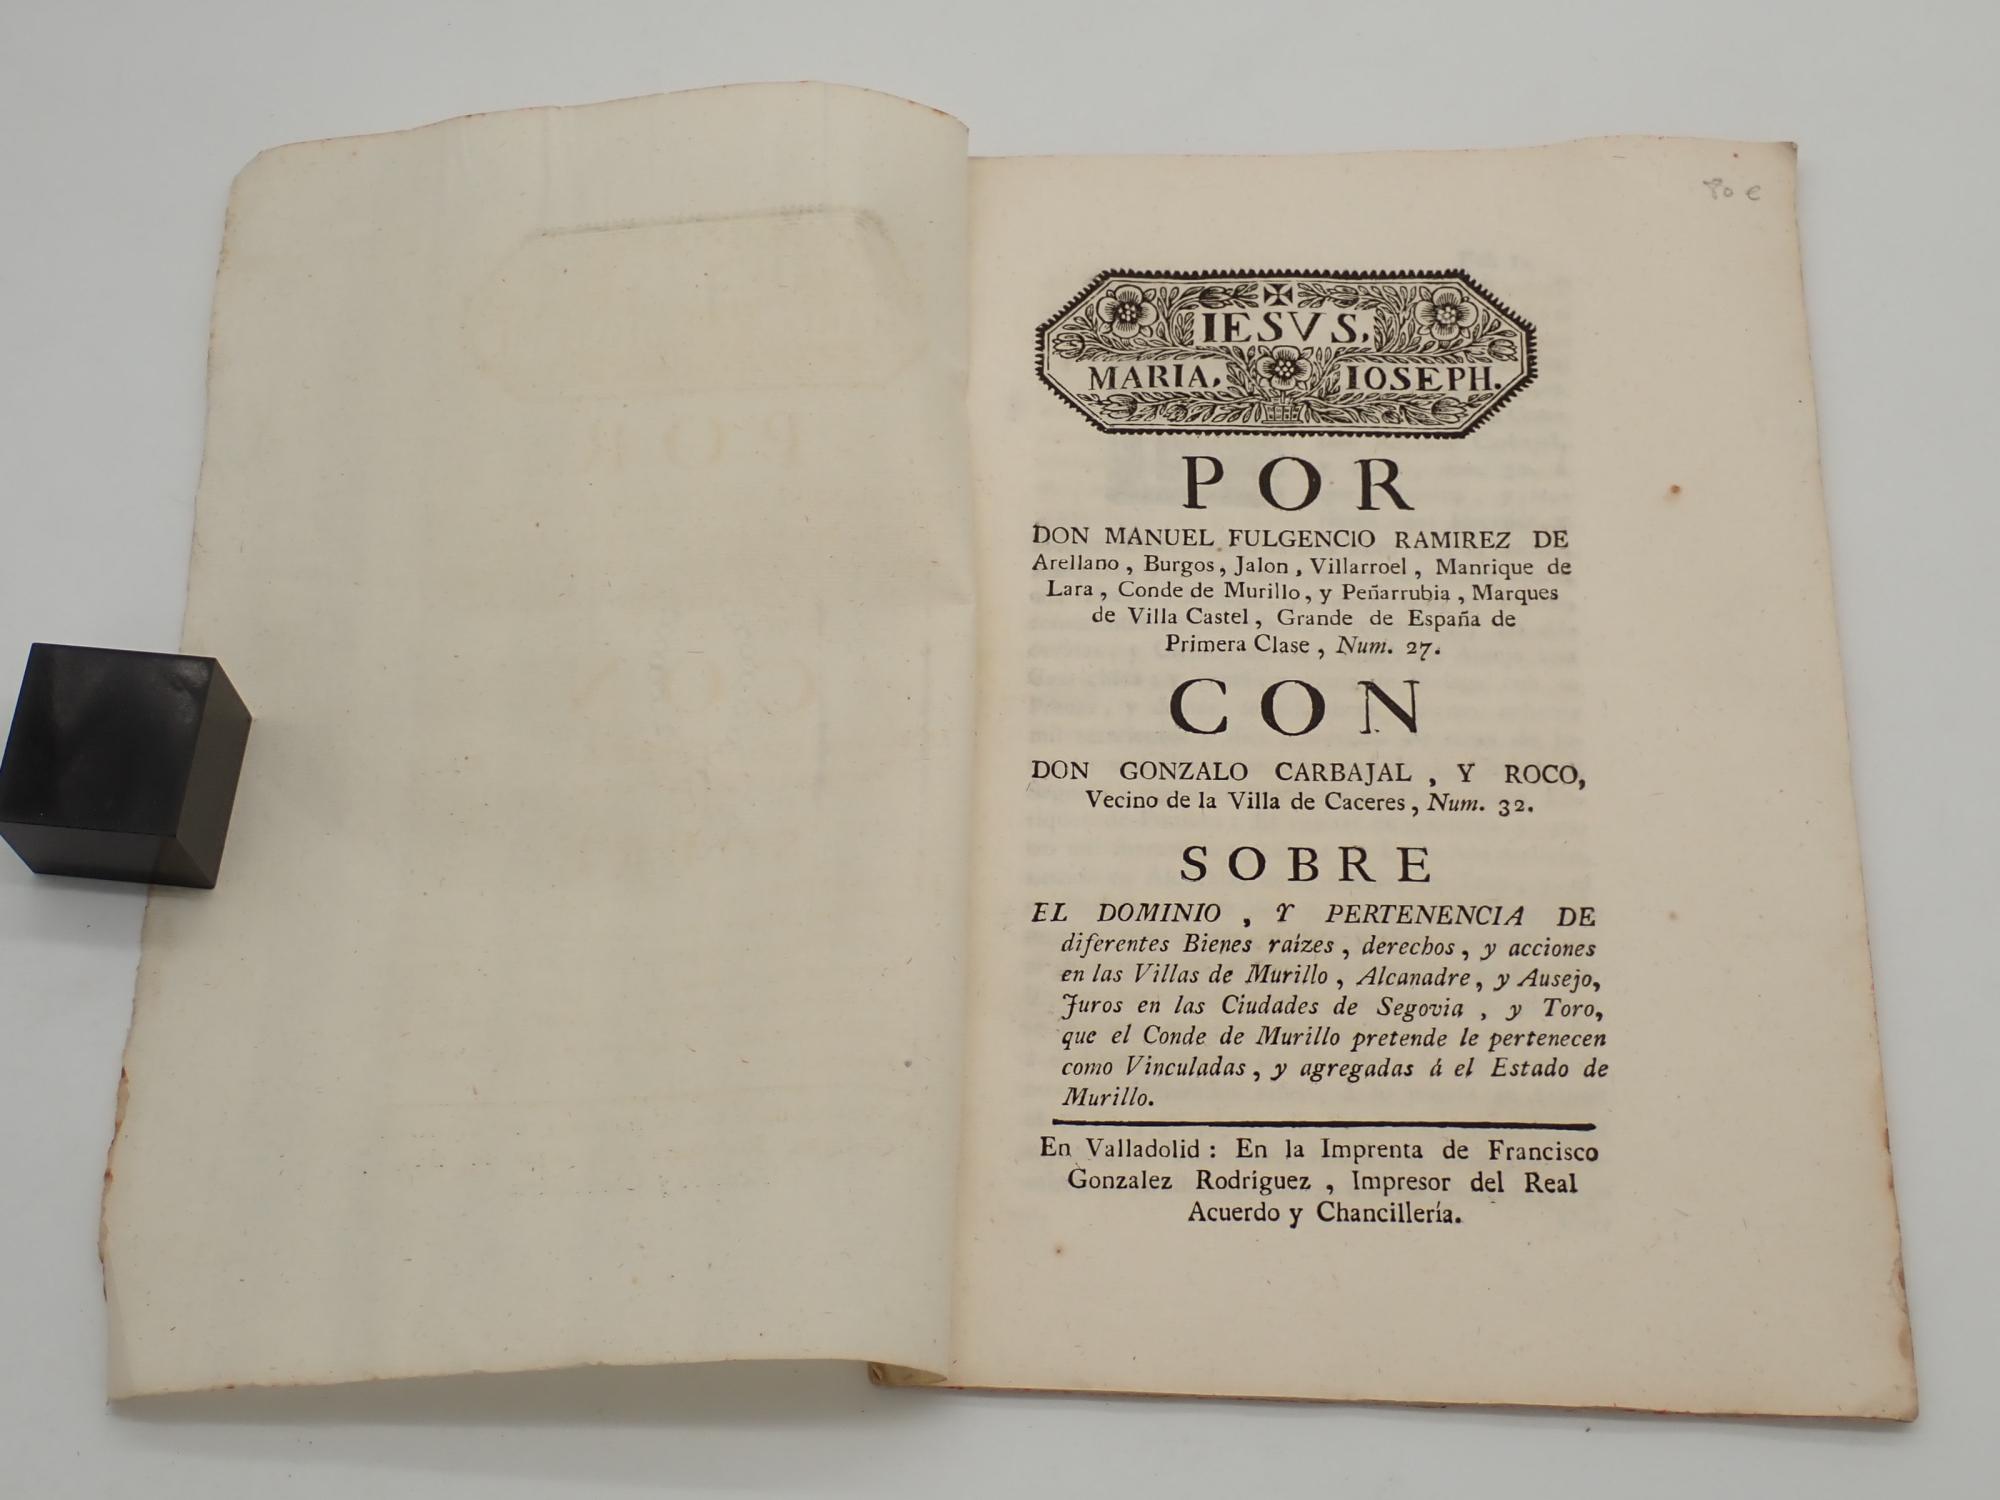 80 €
IESVS,
MARIA, IOSEPH.
POR
DON MANUEL FULGENCIO RAMIREZ DE
Arellano, Burgos, Jalon, Villarroel, Manrique de
Lara, Conde de Murillo, y Peñarrubia, Marques
de Villa Castel, Grande de España de
Primera Clase, Num. 27.
CON
DON GONZALO CARBAJAL, Y ROCO,
Vecino de la Villa de Caceres, Num. 32.
SOBRE
EL DOMINIO, Y PERTENENCIA DE
diferentes Bienes raízes, derechos, y acciones
en las Villas de Murillo, Alcanadre, y Ausejo,
Juros en las Ciudades de Segovia, y Toro,
que el Conde de Murillo pretende le pertenecen
como Vinculadas, y agregadas á el Estado de
Murillo.
En Valladolid: En la Imprenta de Francisco
Gonzalez Rodriguez, Impresor del Real
Acuerdo y Chancillería.